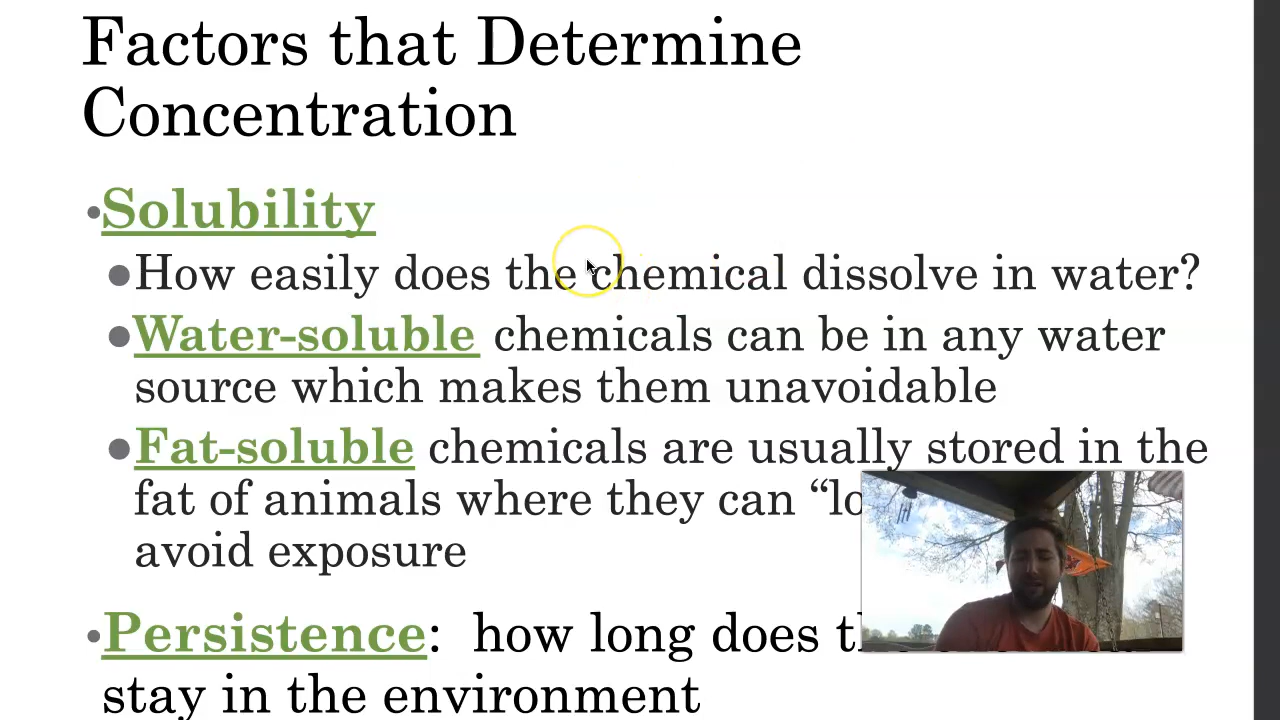 Factors that Determine
Concentration
•Solubility
●How easily does the chemical dissolve in water?
●Water-soluble chemicals can be in any water
source which makes them unavoidable
●Fat-soluble chemicals are usually stored in the
fat of animals where they can “lo
avoid exposure
•Persistence: how long does
stay in the environment